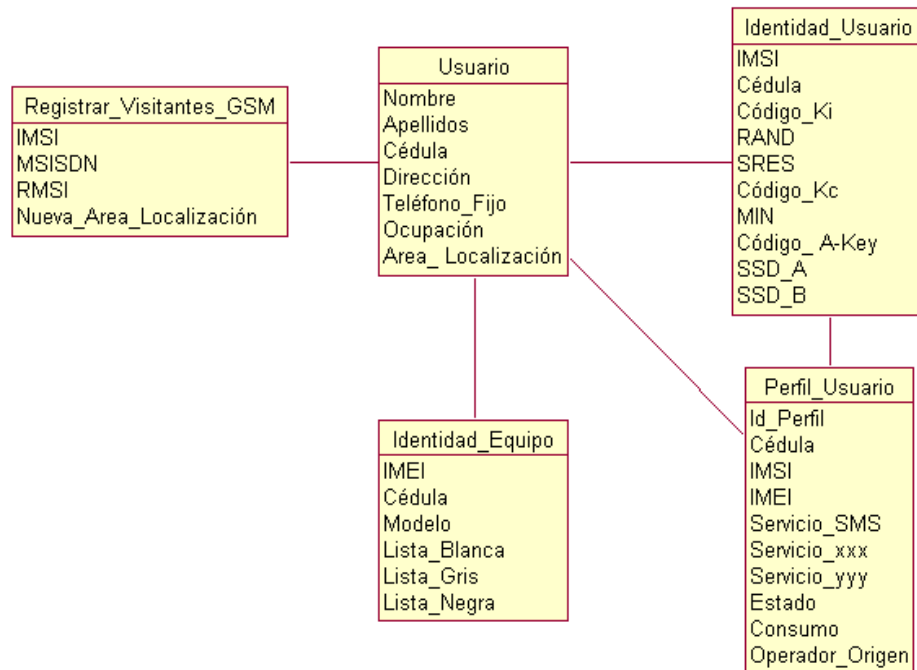 Registrar_Visitantes_GSM
IMSI
MSISDN
RMSI
Nueva_Area_Localización
Usuario
Nombre
Apellidos
Cédula
Dirección
Teléfono_Fijo
Ocupación
Area_ Localización
Identidad_Usuario
IMSI
Cédula
Código_Ki
RAND
SRES
Código_Kc
MIN
Código_ A-Key
SSD_A
SSD_B
Identidad_Equipo
IMEI
Cédula
Modelo
Lista_Blanca
Lista_Gris
Lista_Negra
Perfil_Usuario
Id_Perfil
Cédula
IMSI
IMEI
Servicio_SMS
Servicio_xxx
Servicio_yyy
Estado
Consumo
Operador_Origen